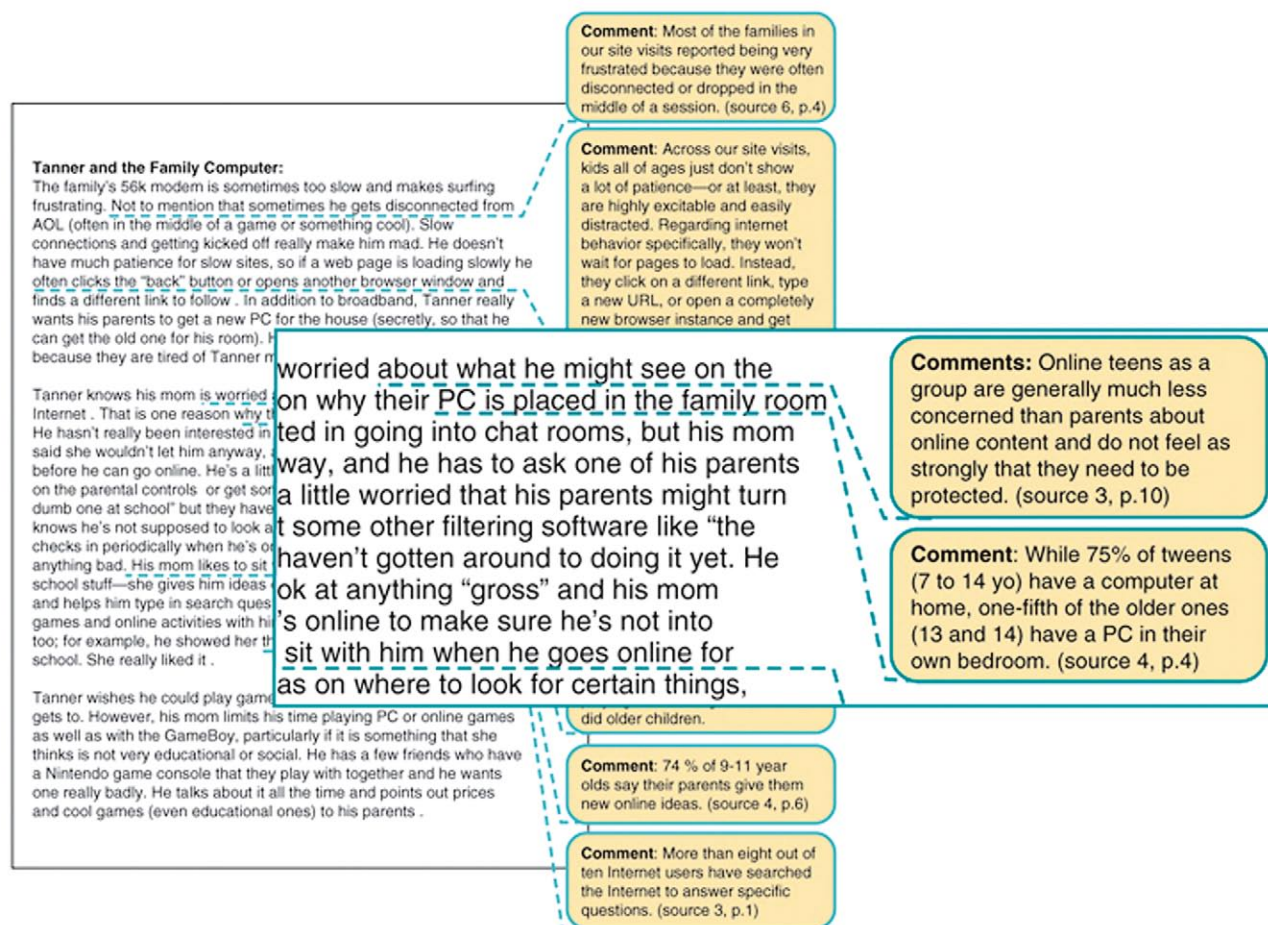 Comment: Most of the families in
our site visits reported being very
frustrated because they were often
disconnected or dropped in the
middle of a session. (source 6, p.4)
Comment: Across our site visits,
kids all of ages just don't show
a lot of patience—or at least, they
are highly excitable and easily
distracted. Regarding internet
behavior specifically, they won't
wait for pages to load. Instead,
they click on a different link, type
a new URL, or open a completely
new browser instance and get
Tanner and the Family Computer:
The family's 56k modem is sometimes too slow and makes surfing
frustrating. Not to mention that sometimes he gets disconnected from
AOL (often in the middle of a game or something cool). Slow
connections and getting kicked off really make him mad. He doesn't
have much patience for slow sites, so if a web page is loading slowly he
often clicks the “back” button or opens another browser window and
finds a different link to follow . In addition to broadband, Tanner really
wants his parents to get a new PC for the house (secretly, so that he
can get the old one for his room). H
because they are tired of Tanner m
Tanner knows his mom is worried
Internet . That is one reason why th
He hasn't really been interested in
said she wouldn't let him anyway,
before he can go online. He's a littl
on the parental controls or get sor
dumb one at school” but they have
knows he's not supposed to look a
checks in periodically when he's or
anything bad. His mom likes to sit
school stuff—she gives him ideas
and helps him type in search ques
games and online activities with hi
too; for example, he showed her th
school. She really liked it .
Tanner wishes he could play game
gets to. However, his mom limits his time playing PC or online games
as well as with the GameBoy, particularly if it is something that she
thinks is not very educational or social. He has a few friends who have
a Nintendo game console that they play with together and he wants
one really badly. He talks about it all the time and points out prices
and cool games (even educational ones) to his parents .
worried about what he might see on the
on why their PC is placed in the family room
ted in going into chat rooms, but his mom
way, and he has to ask one of his parents
a little worried that his parents might turn
t some other filtering software like “the
haven't gotten around to doing it yet. He
ok at anything “gross” and his mom
's online to make sure he's not into
sit with him when he goes online for
as on where to look for certain things,
Comments: Online teens as a
group are generally much less
concerned than parents about
online content and do not feel as
strongly that they need to be
protected. (source 3, p.10)
Comment: While 75% of tweens
(7 to 14 yo) have a computer at
home, one-fifth of the older ones
(13 and 14) have a PC in their
own bedroom. (source 4, p.4)
did older children.
Comment: 74 % of 9-11 year
olds say their parents give them
new online ideas. (source 4, p.6)
Comment: More than eight out of
ten Internet users have searched
the Internet to answer specific
questions. (source 3, p.1)